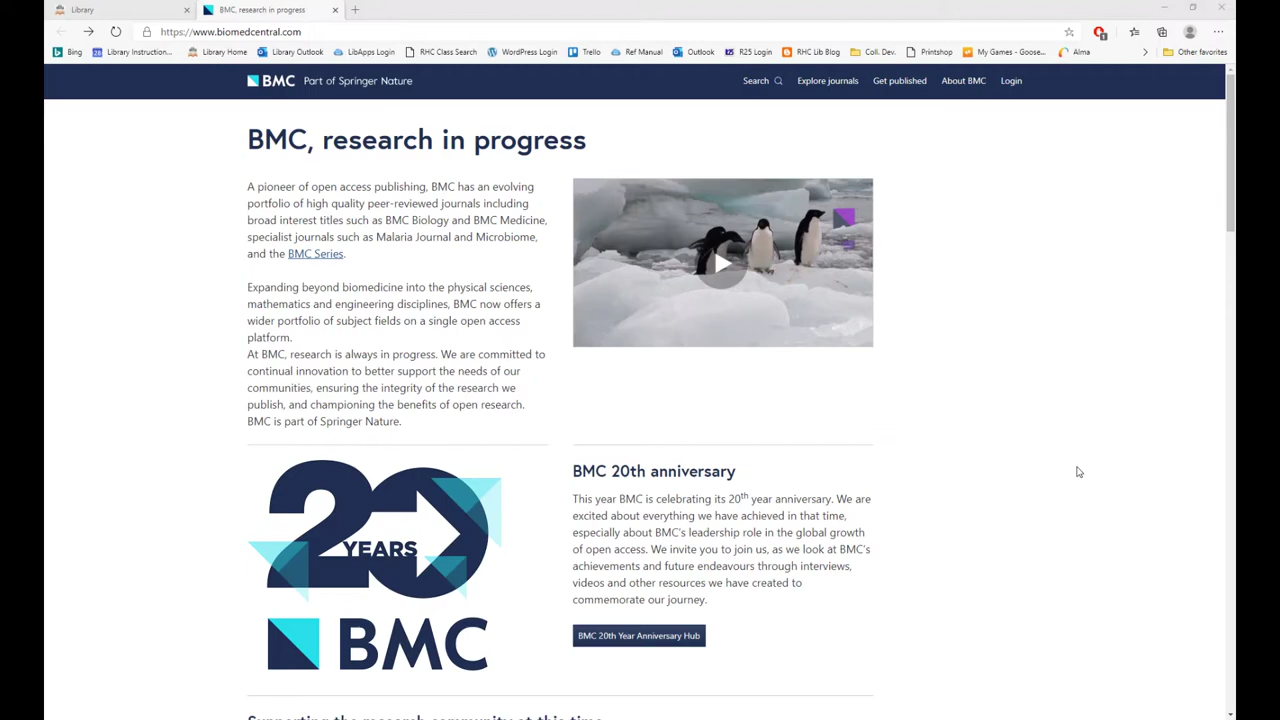 Library
BMC, research in progress
https://www.biomedcentral.com
1
Bing
Library Instruction...
Library Home
Library Outlook
LibApps Login
RHC Class Search
WordPress Login
Trello
Ref Manual
Outlook
R25 Login
RHC Lib Blog
Coll. Dev.
Printshop
My Games - Goose...
Alma
Other favorites
BMC Part of Springer Nature
Search
Explore journals
Get published
About BMC
Login
BMC, research in progress
A pioneer of open access publishing, BMC has an evolving
portfolio of high quality peer-reviewed journals including
broad interest titles such as BMC Biology and BMC Medicine,
specialist journals such as Malaria Journal and Microbiome,
and the BMC Series.
Expanding beyond biomedicine into the physical sciences,
mathematics and engineering disciplines, BMC now offers a
wider portfolio of subject fields on a single open access
platform.
At BMC, research is always in progress. We are committed to
continual innovation to better support the needs of our
communities, ensuring the integrity of the research we
publish, and championing the benefits of open research.
BMC is part of Springer Nature.
20
YEARS
BMC
BMC 20th anniversary
This year BMC is celebrating its 20th year anniversary. We are
excited about everything we have achieved in that time,
especially about BMC's leadership role in the global growth
of open access. We invite you to join us, as we look at BMC's
achievements and future endeavours through interviews,
videos and other resources we have created to
commemorate our journey.
BMC 20th Year Anniversary Hub
Supporting the research community at this time